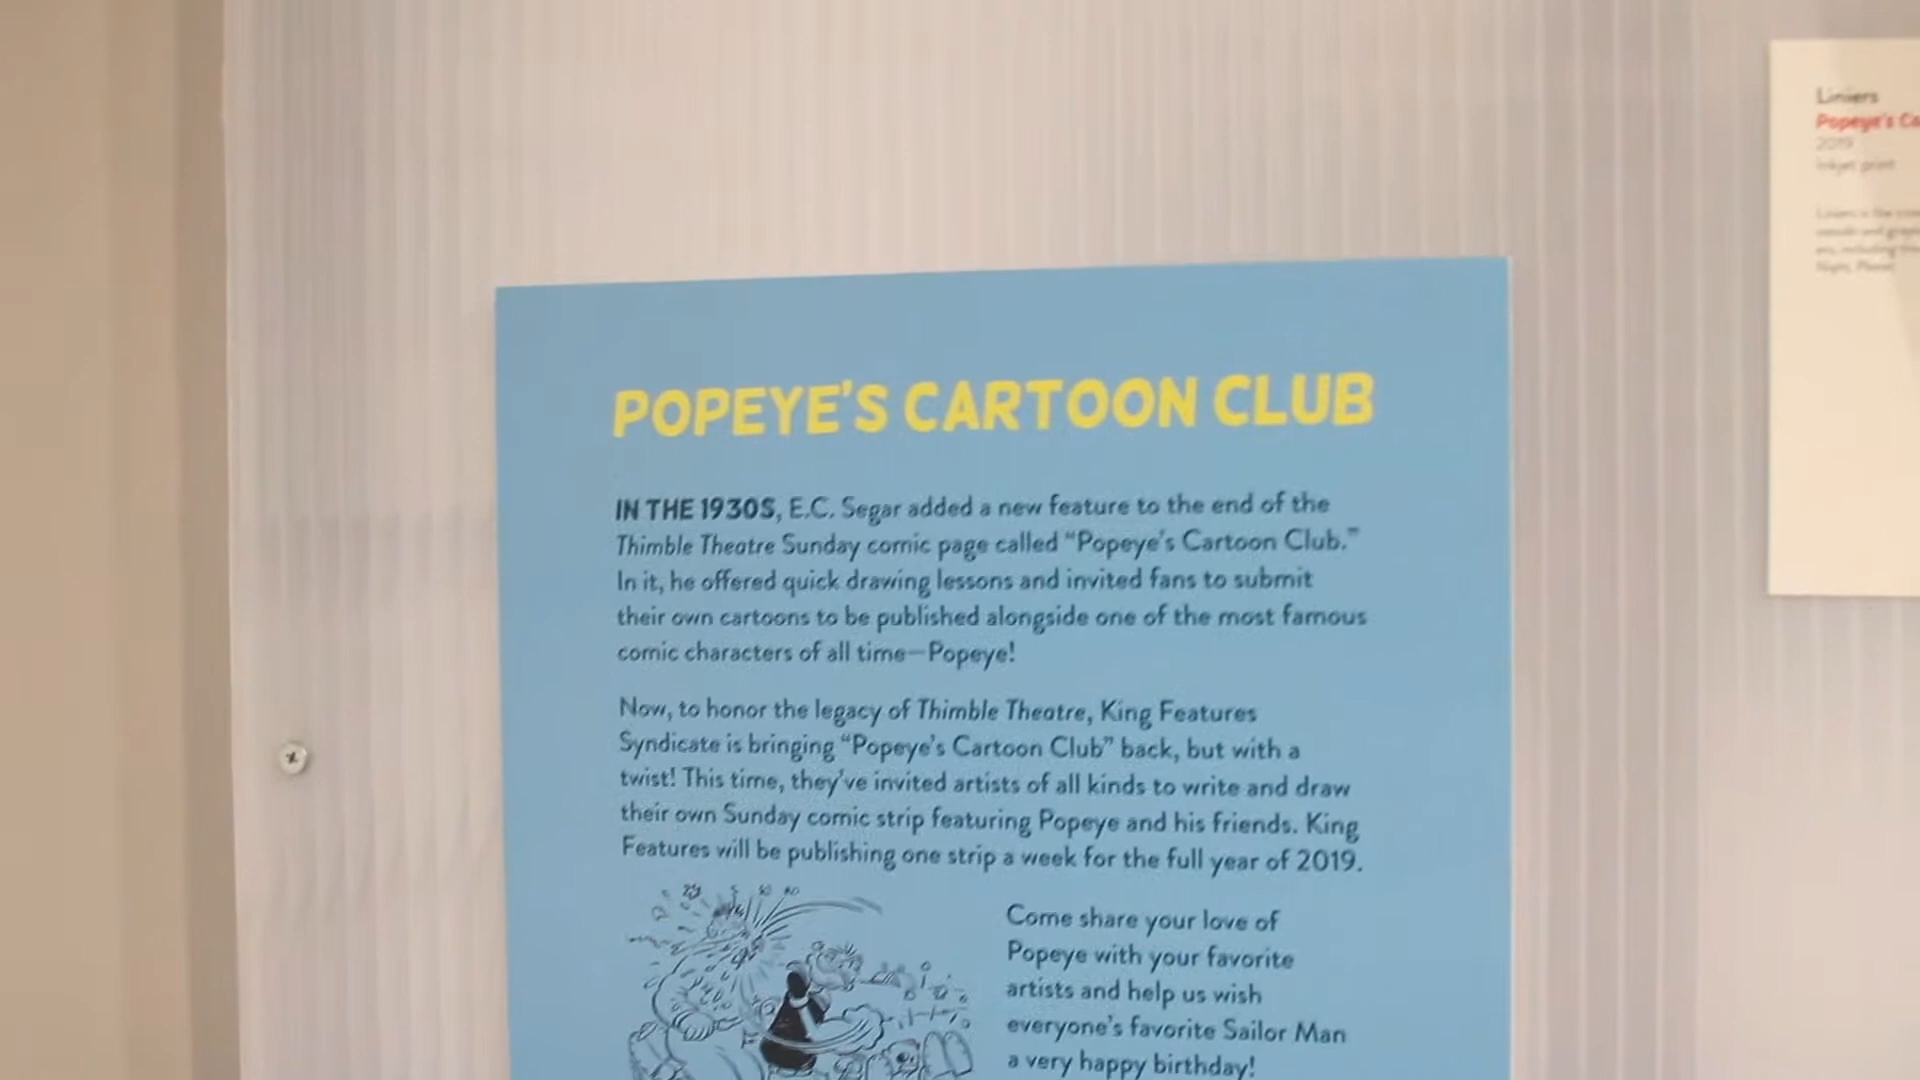 POPEYE'S CARTOON CLUB
IN THE 1930S, E.C. Segar added a new feature to the end of the
Thimble Theatre Sunday comic page called “Popeye's Cartoon Club.”
In it, he offered quick drawing lessons and invited fans to submit
their own cartoons to be published alongside one of the most famous
comic characters of all time—Popeye!
Now, to honor the legacy of Thimble Theatre, King Features
Syndicate is bringing “Popeye's Cartoon Club” back, but with a
twist! This time, they've invited artists of all kinds to write and draw
their own Sunday comic strip featuring Popeye and his friends. King
Features will be publishing one strip a week for the full year of 2019.
Come share your love of
Popeye with your favorite
artists and help us wish
everyone's favorite Sailor Man
a very happy birthday!
Liniers
Popeye's
2019
Inkjet print